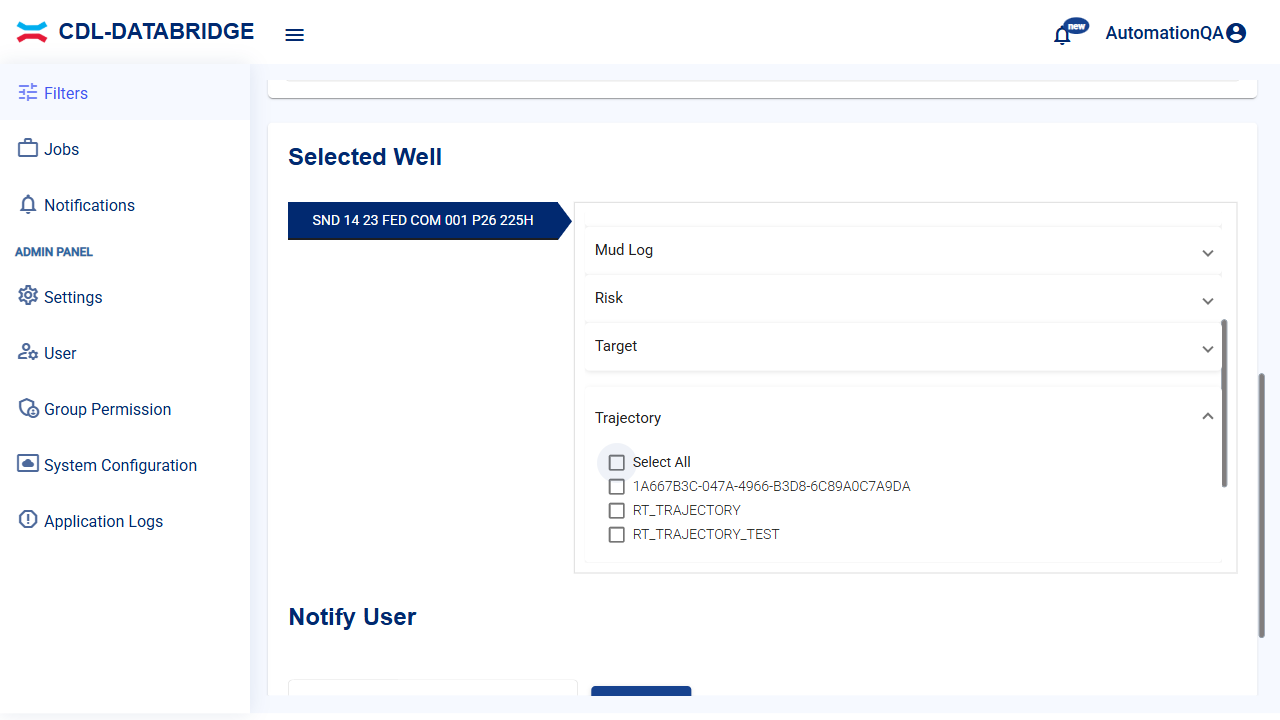 CDL-DATABRIDGE
new
AutomationQA
Filters
Jobs
Notifications
ADMIN PANEL
Settings
User
Group Permission
System Configuration
Application Logs
Selected Well
SND 14 23 FED COM 001 P26 225H
Mud Log
Risk
Target
Trajectory
Select All
1A667B3C-047A-4966-B3D8-6C89A0C7A9DA
RT_TRAJECTORY
RT_TRAJECTORY_TEST
Notify User